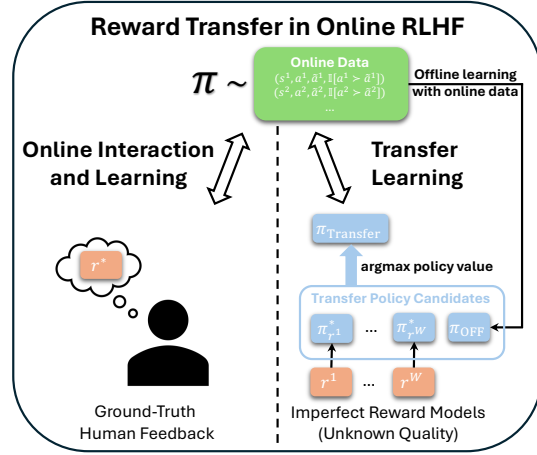 Reward Transfer in Online RLHF
π ~
Online Data
(s¹, a¹, ã¹, 𝕀[a¹ ≻ ã¹])
(s², a², ã², 𝕀[a² ≻ ã²])
...
Offline learning
with online data
Online Interaction
and Learning
Transfer
Learning
π_Transfer
argmax policy value
r*
Transfer Policy Candidates
π*_{r¹} ... π*_{r^W} π_OFF
r¹ ... r^W
Ground-Truth
Human Feedback
Imperfect Reward Models
(Unknown Quality)